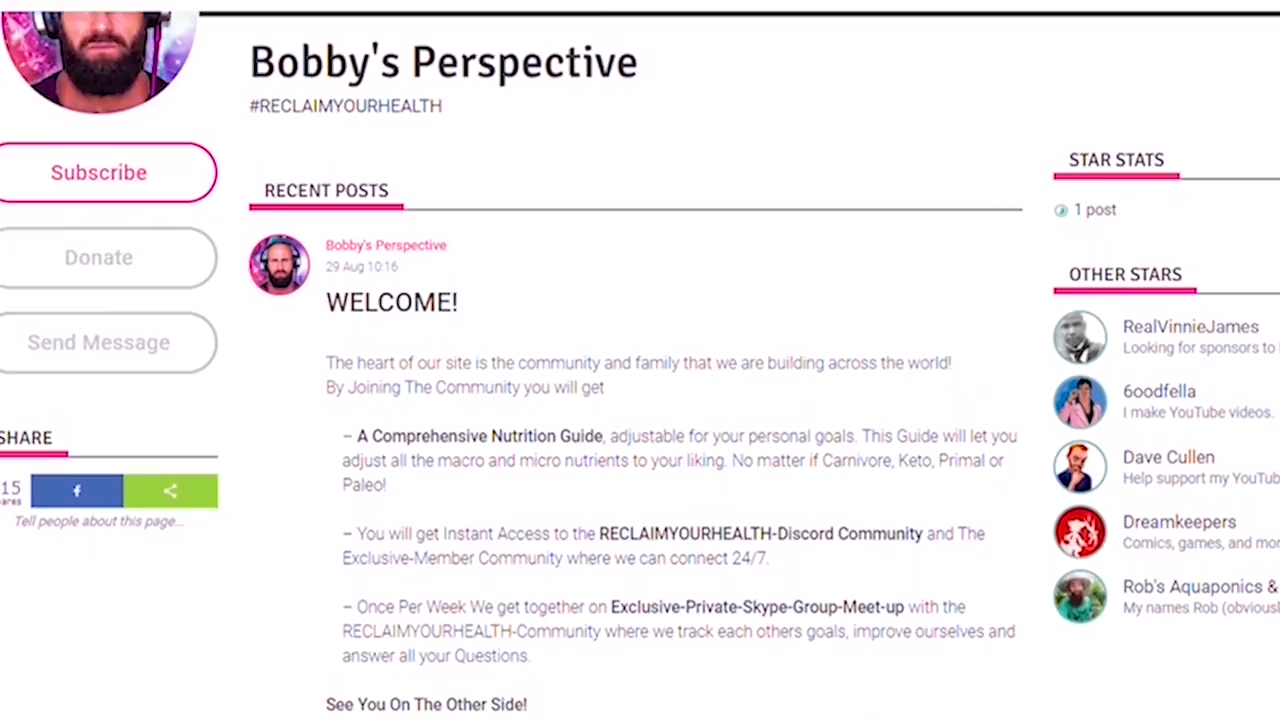 Bobby's Perspective
#RECLAIMYOURHEALTH
Subscribe
Donate
Send Message
SHARE
15
ares
f
Tell people about this page...
RECENT POSTS
Bobby's Perspective
29 Aug 10:16
WELCOME!
The heart of our site is the community and family that we are building across the world!
By Joining The Community you will get
– A Comprehensive Nutrition Guide, adjustable for your personal goals. This Guide will let you
adjust all the macro and micro nutrients to your liking. No matter if Carnivore, Keto, Primal or
Paleo!
– You will get Instant Access to the RECLAIMYOURHEALTH-Discord Community and The
Exclusive-Member Community where we can connect 24/7.
– Once Per Week We get together on Exclusive-Private-Skype-Group-Meet-up with the
RECLAIMYOURHEALTH-Community where we track each others goals, improve ourselves and
answer all your Questions.
See You On The Other Side!
STAR STATS
1 post
OTHER STARS
RealVinnieJames
Looking for sponsors to
6oodfella
I make YouTube videos.
Dave Cullen
Help support my YouTub
Dreamkeepers
Comics, games, and mor
Rob's Aquaponics &
My names Rob (obviousl